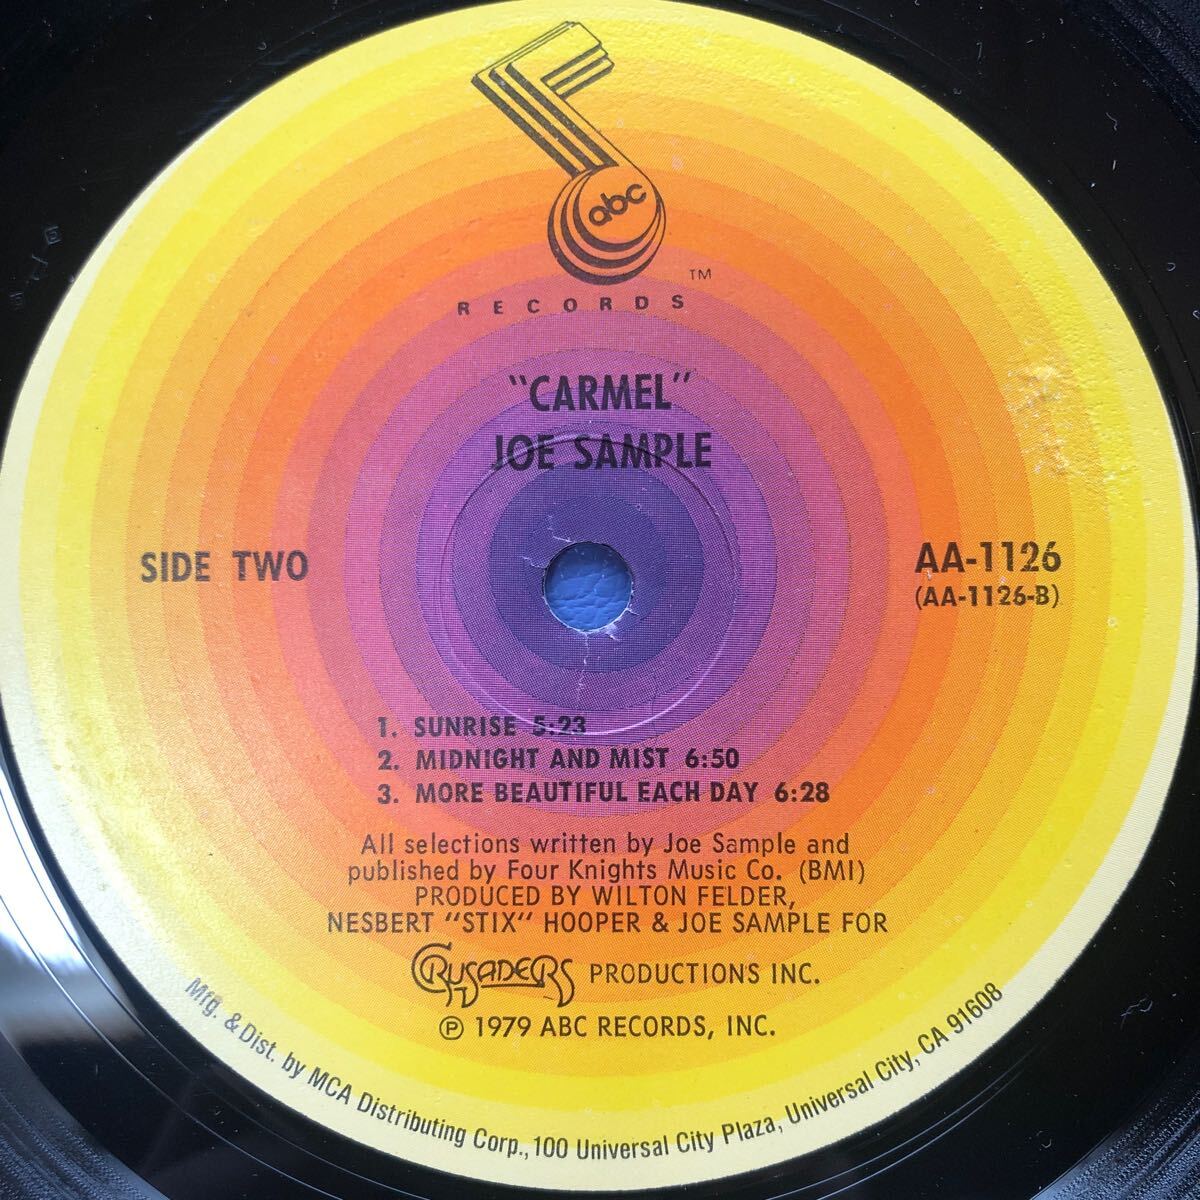 abc
TM
RECORDS
"CARMEL"
JOE SAMPLE
SIDE TWO
AA-1126
(AA-1126-B)
1. SUNRISE 5:23
2. MIDNIGHT AND MIST 6:50
3. MORE BEAUTIFUL EACH DAY 6:28
All selections written by Joe Sample and
published by Four Knights Music Co. (BMI)
PRODUCED BY WILTON FELDER,
NESBERT "STIX" HOOPER & JOE SAMPLE FOR
CRUSADERS PRODUCTIONS INC.
℗ 1979 ABC RECORDS, INC.
Mfg. & Dist. by MCA Distributing Corp., 100 Universal City Plaza, Universal City, CA 91608